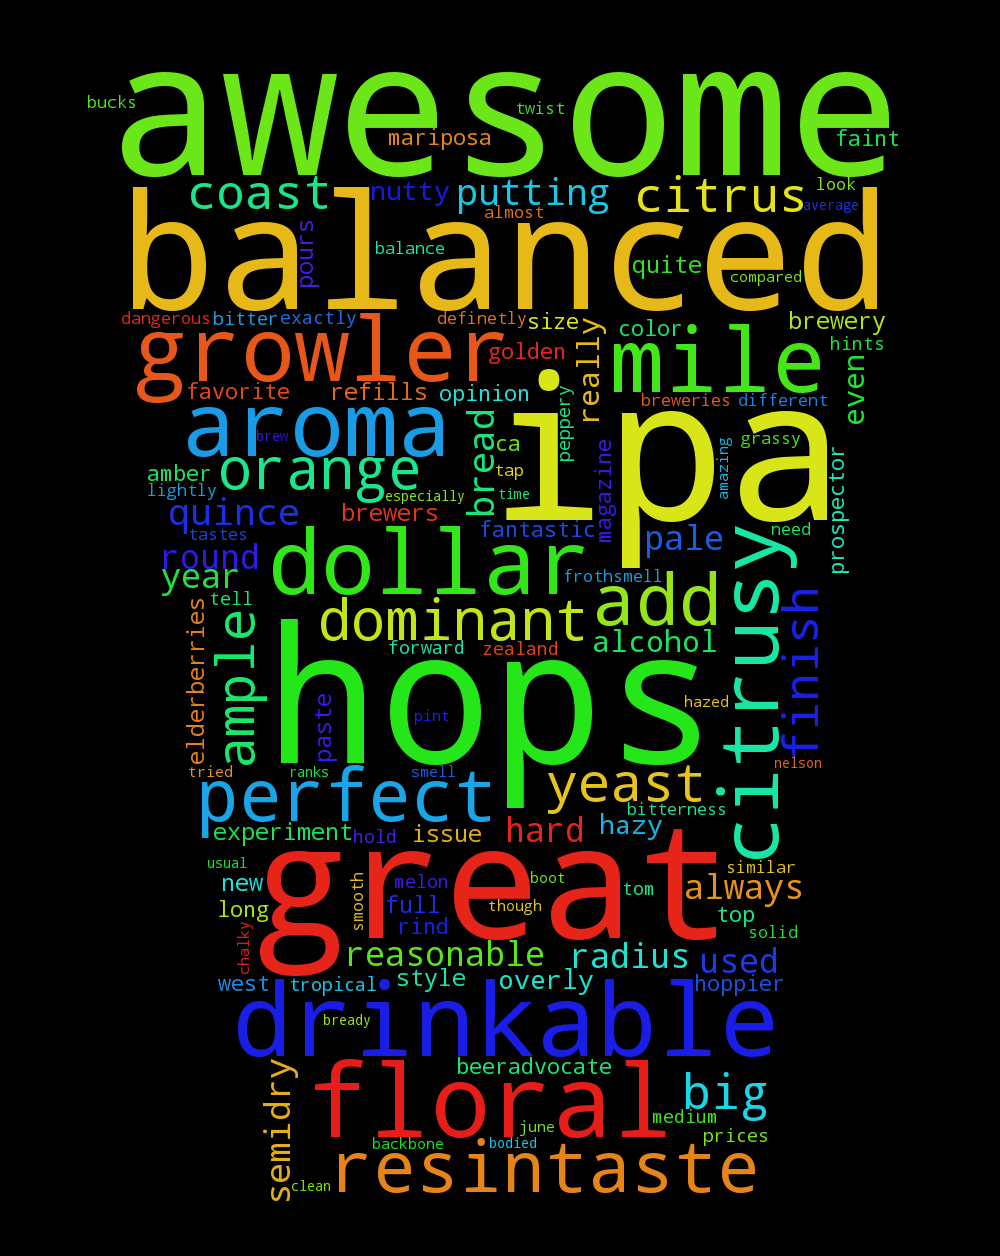 awesome
bucks
twist
mariposa
faint
coast
nutty
putting
citrus
look
almost
average
balanced
pours
balance
quite
compared
dangerous
bitter
exactly
definetly
size
really
color
brewery
growler
golden
mile
hints
favorite
refills
opinion
peppery
breweries
different
even
aroma
brew
bread
ca
ipa
magazine
amazing
grassy
prospector
amber
orange
tap
lightly
especially
time
quince
brewers
fantastic
pale
need
tastes
round
dollar
citrusy
year
frothsmell
tell
dominant
add
finish
elderberries
ample
forward
zealand
alcohol
hops
paste
pint
hazed
tried
ranks
smell
nelson
perfect
yeast
bitterness
experiment
hold
issue
hard
hazy
usual
great
similar
new
smooth
melon
boot
tom
always
long
full
though
top
chalky
rind
solid
reasonable
radius
used
west
tropical
style
overly
hoppier
drinkable
bready
semidry
beeradvocate
floral
big
medium
june
prices
backbone
bodied
resintaste
clean